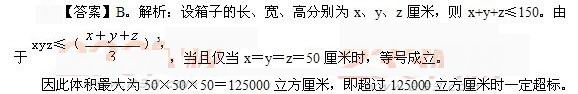 【答案】B。解析：设箱子的长、宽、高分别为 x、y、z 厘米，则 x+y+z≤150。由
于 xyz≤（(x+y+z)/3）³，当且仅当 x＝y＝z＝50 厘米时，等号成立。
因此体积最大为 50×50×50＝125000 立方厘米，即超过 125000 立方厘米时一定超标。